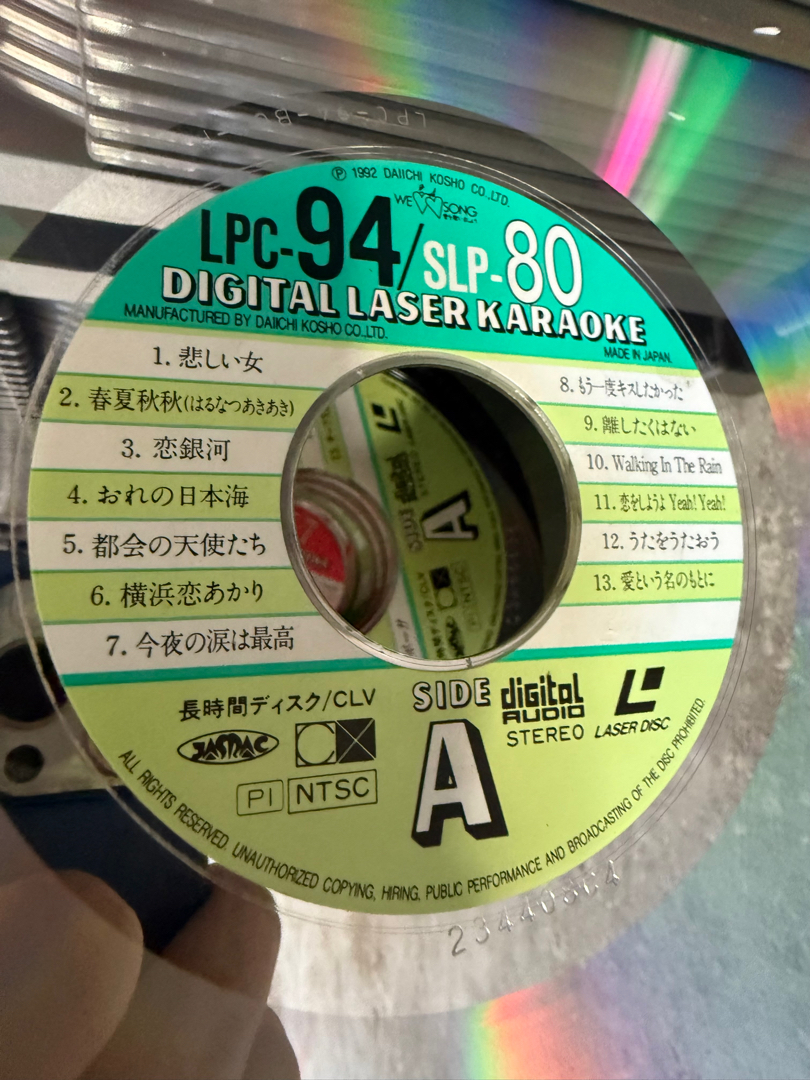 ℗ 1992 DAIICHI KOSHO CO.,LTD.
WE SONG
LPC-94/SLP-80
DIGITAL LASER KARAOKE
MANUFACTURED BY DAIICHI KOSHO CO.,LTD.
MADE IN JAPAN.
1. 悲しい女
2. 春夏秋秋(はるなつあきあき)
3. 恋銀河
4. おれの日本海
5. 都会の天使たち
6. 横浜恋あかり
7. 今夜の涙は最高
8. もう一度キスしたかった
9. 離したくはない
10. Walking In The Rain
11. 恋をしようよ Yeah! Yeah!
12. うたをうたおう
13. 愛という名のもとに
長時間ディスク/CLV
JASRAC
PI NTSC
SIDE
A
digital
AUDIO
STEREO
LASER DISC
ALL RIGHTS RESERVED. UNAUTHORIZED COPYING, HIRING, PUBLIC PERFORMANCE AND BROADCASTING OF THE DISC PROHIBITED.
SIDE
A